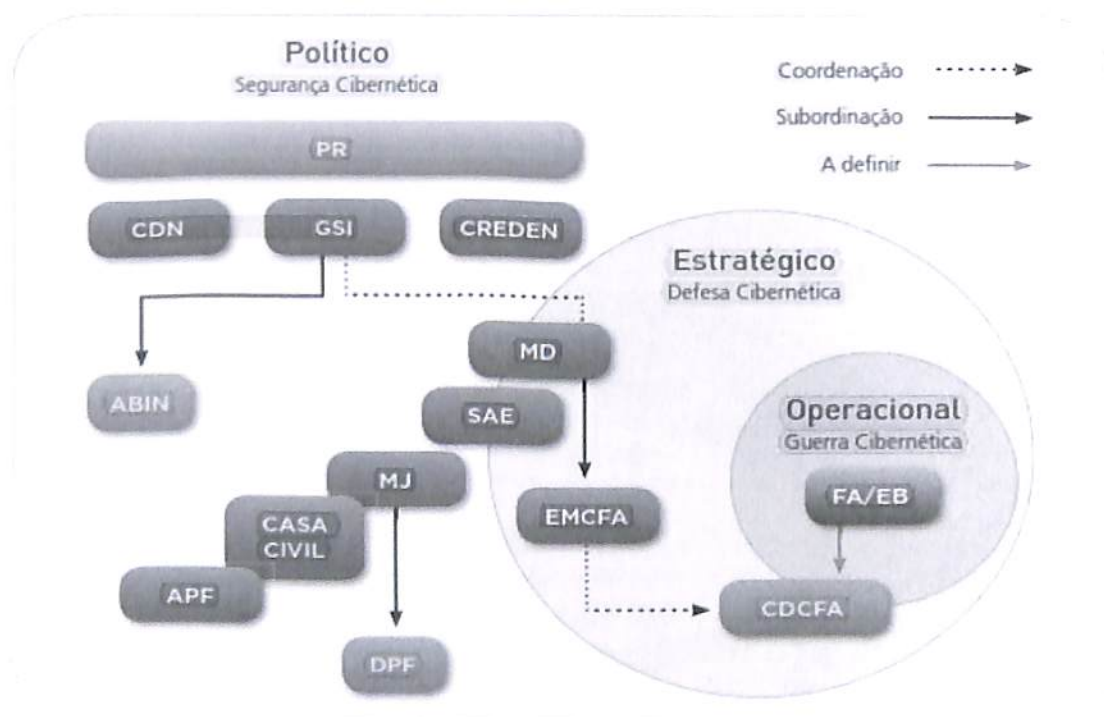 Político
Segurança Cibernética
Coordenação
Subordinação
A definir
PR
CDN
GSI
CREDEN
Estratégico
Defesa Cibernética
MD
ABIN
SAE
Operacional
Guerra Cibernética
MJ
FA/EB
EMCFA
CASA
CIVIL
APF
CDCFA
DPF